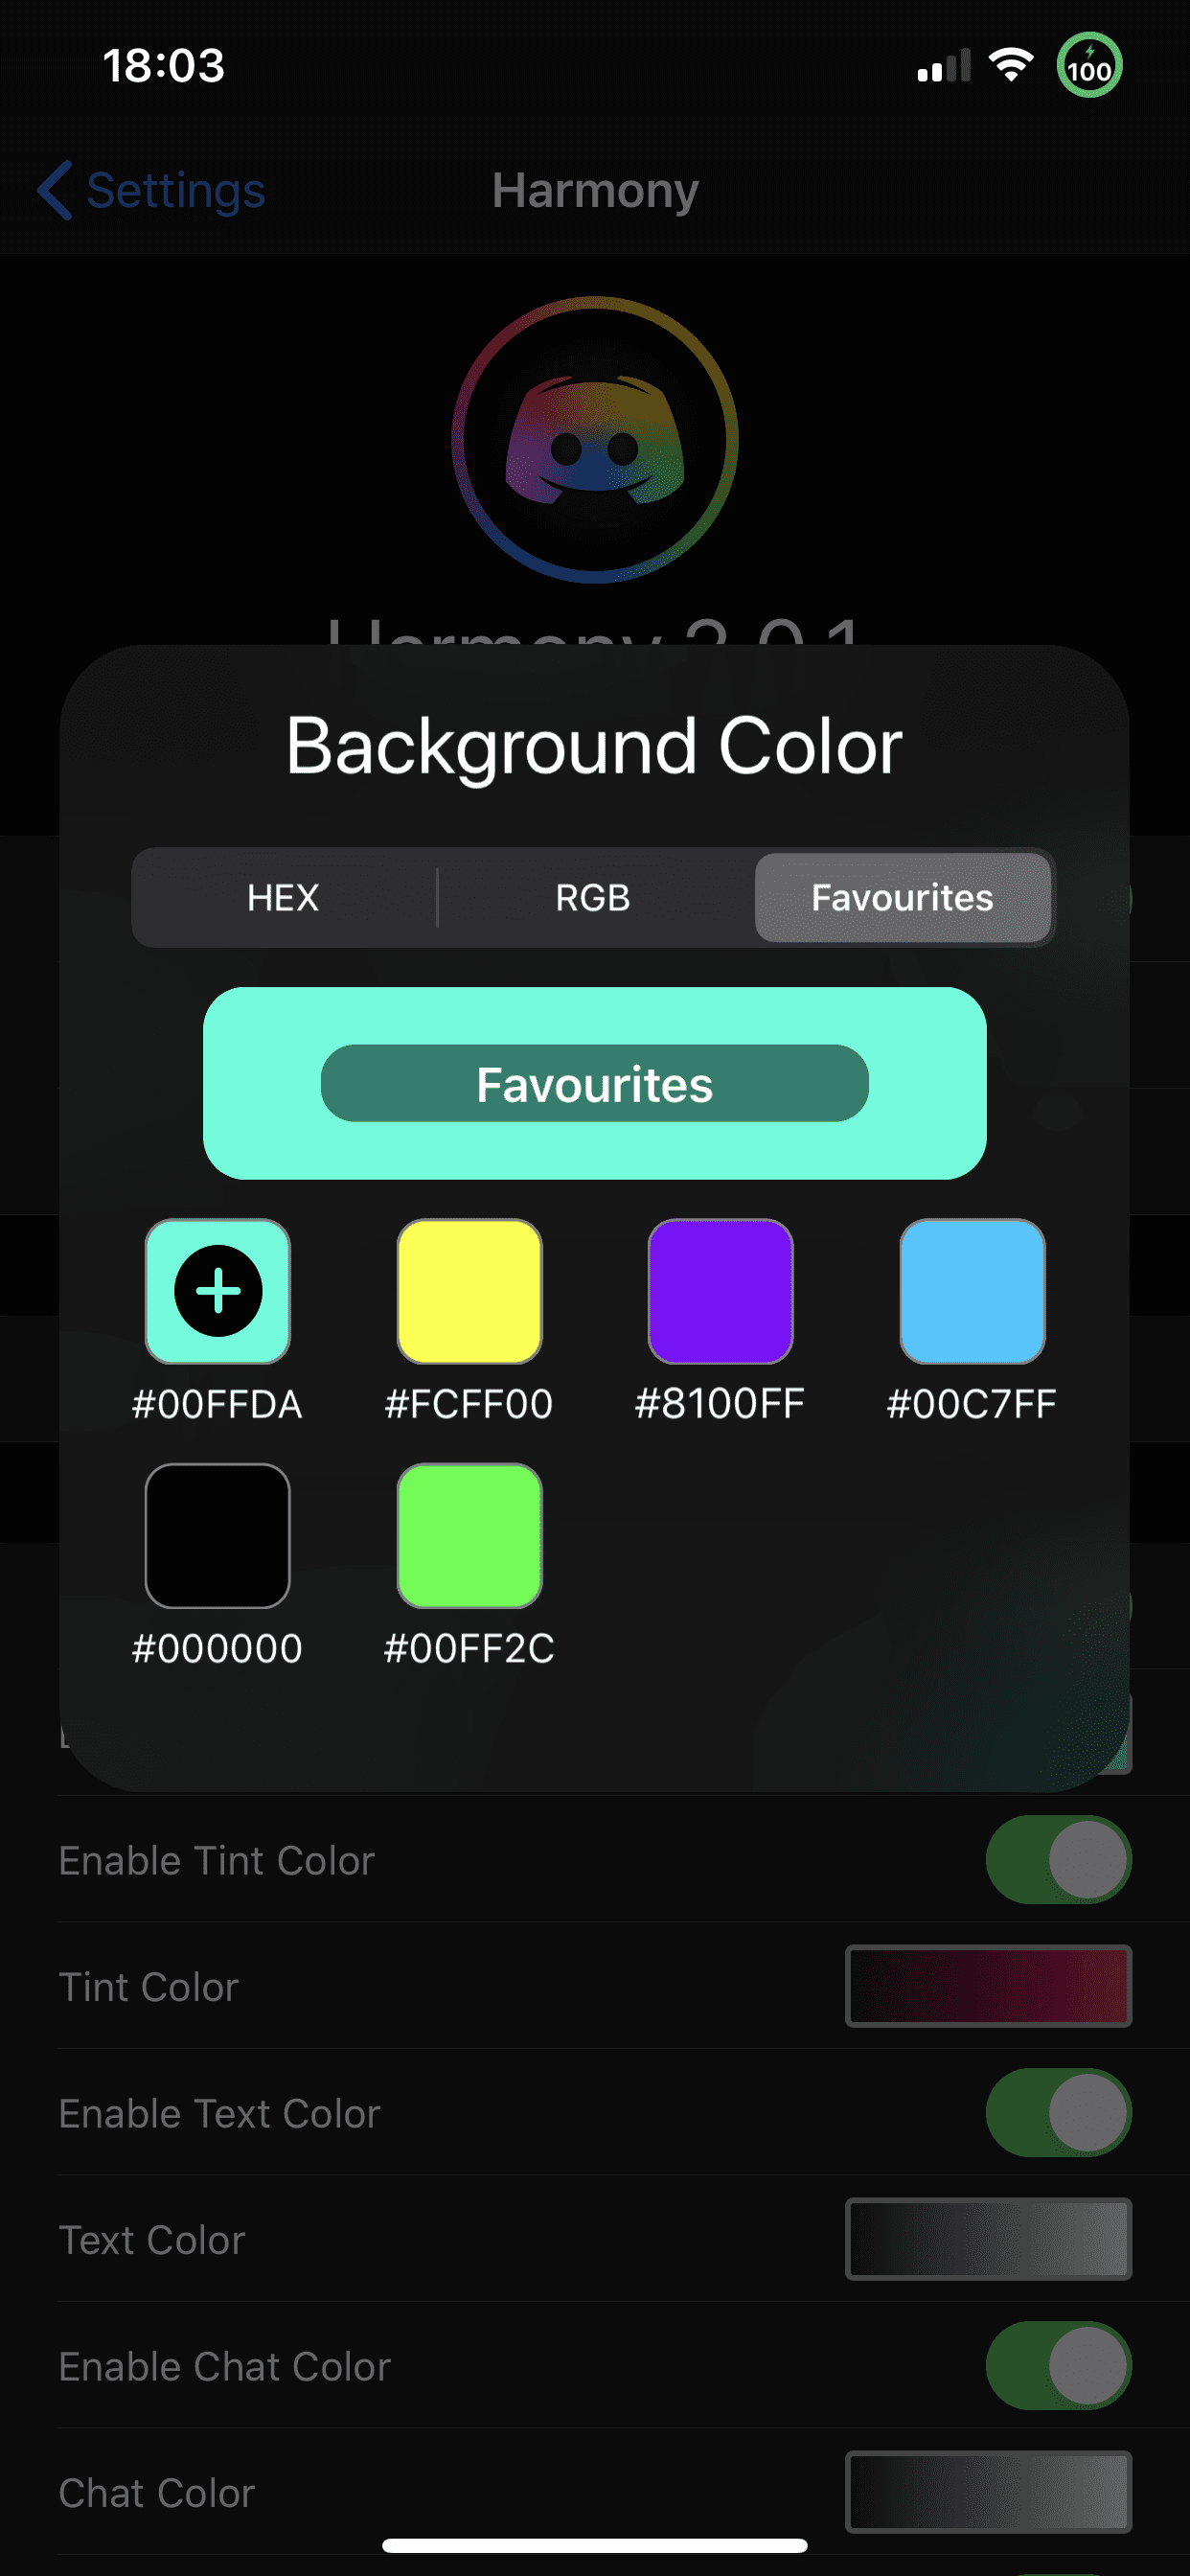 18:03
100
Settings
Harmony
Harmony 2.0.1
Background Color
HEX
RGB
Favourites
Favourites
#00FFDA
#FCFF00
#8100FF
#00C7FF
#000000
#00FF2C
Enable Tint Color
Tint Color
Enable Text Color
Text Color
Enable Chat Color
Chat Color